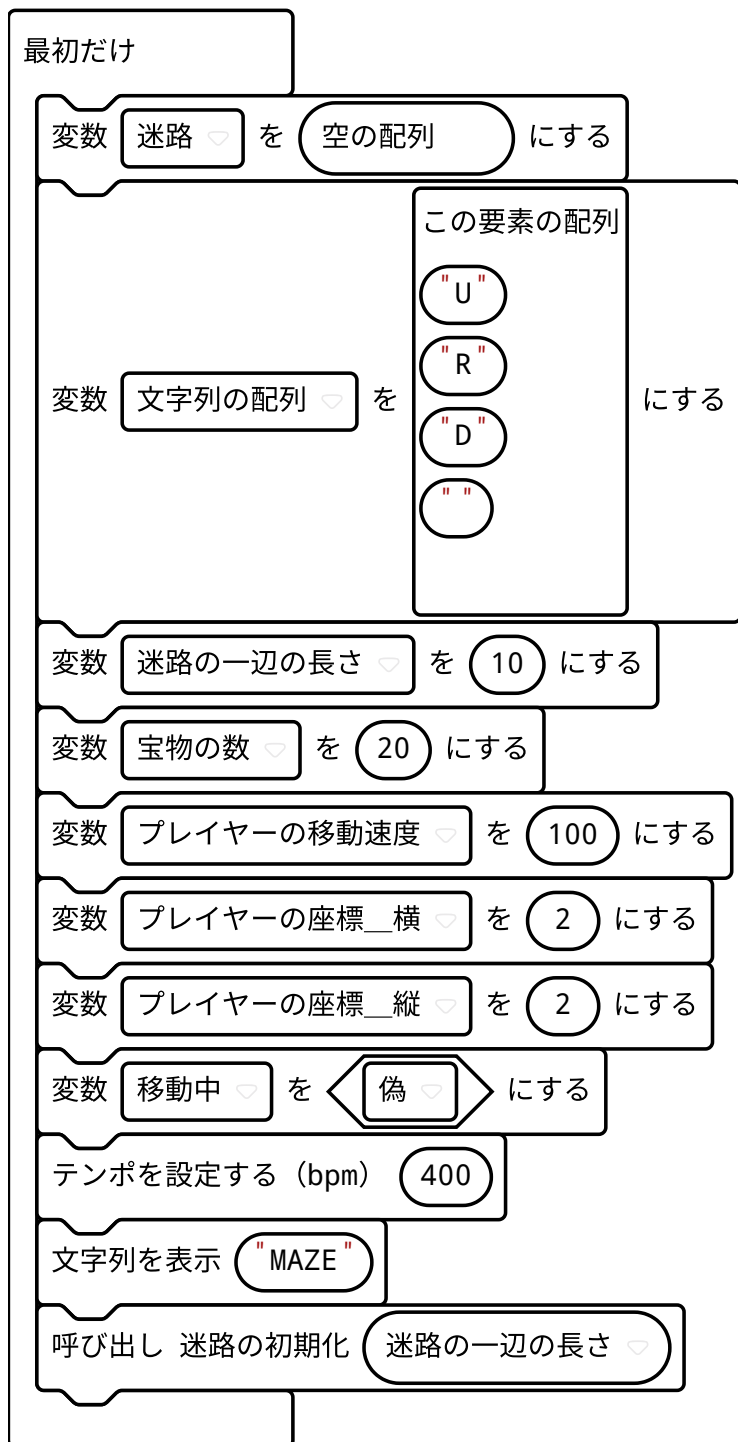 最初だけ
変数 迷路 を 空の配列 にする
この要素の配列
"U"
"R"
変数 文字列の配列 を にする
"D"
" "
変数 迷路の一辺の長さ を 10 にする
変数 宝物の数 を 20 にする
変数 プレイヤーの移動速度 を 100 にする
変数 プレイヤーの座標__横 を 2 にする
変数 プレイヤーの座標__縦 を 2 にする
変数 移動中 を 偽 にする
テンポを設定する（bpm） 400
文字列を表示 "MAZE"
呼び出し 迷路の初期化 迷路の一辺の長さ